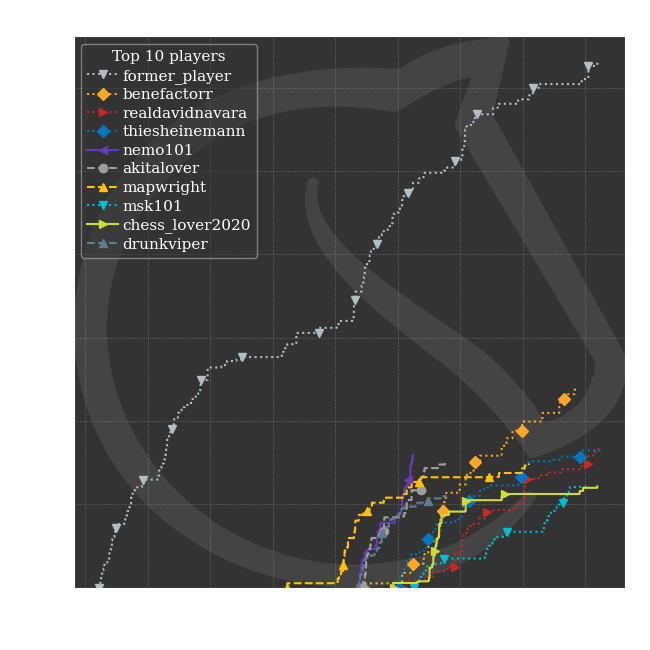 Top 10 players
former_player
benefactorr
realdavidnavara
thiesheinemann
nemo101
akitalover
mapwright
msk101
chess_lover2020
drunkviper